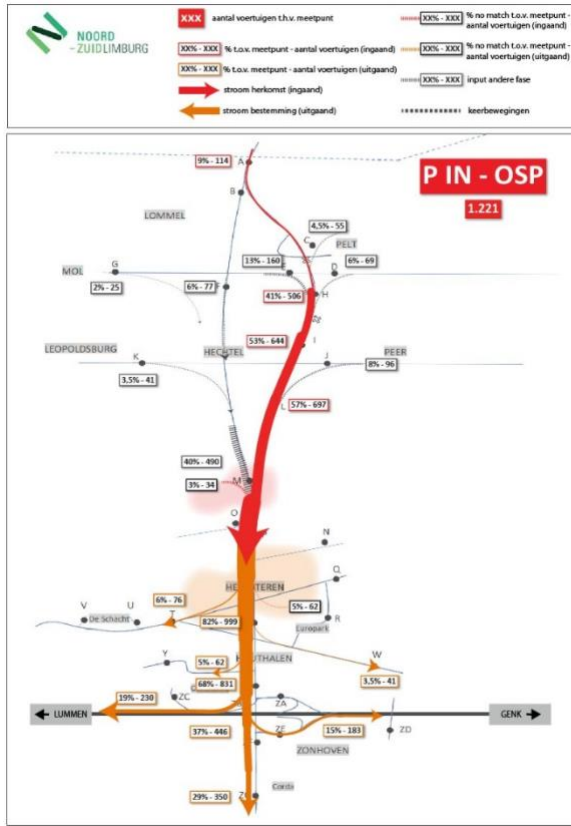 NOORD
-ZUIDLIMBURG
XXX aantal voertuigen t.h.v. meetpunt
XX% - XXX % t.o.v. meetpunt - aantal voertuigen (ingaand)
XX% - XXX % t.o.v. meetpunt - aantal voertuigen (uitgaand)
stroom herkomst (ingaand)
stroom bestemming (uitgaand)
XX% - XXX % no match t.o.v. meetpunt -
aantal voertuigen (ingaand)
XX% - XXX % no match t.o.v. meetpunt -
aantal voertuigen (uitgaand)
XX% - XXX input andere fase
keerbewegingen
P IN - OSP
1.221
9% - 114
A
B
LOMMEL
4,5% - 55
C
PELT
MOL
G
13% - 160
D
6% - 69
2% - 25
6% - 77
F
41% - 506
H
53% - 644
I
LEOPOLDSBURG
K
HECHTEL
J
PEER
3,5% - 41
8% - 96
57% - 697
L
40% - 490
M
3% - 34
O
N
Q
6% - 76
5% - 62
V
U
T
De Schacht
82% - 999
R
Europark
Y
5% - 62
W
3,5% - 41
68% - 831
19% - 230
ZC
ZA
LUMMEN
GENK
37% - 446
15% - 183
ZD
ZONHOVEN
29% - 350
Corda